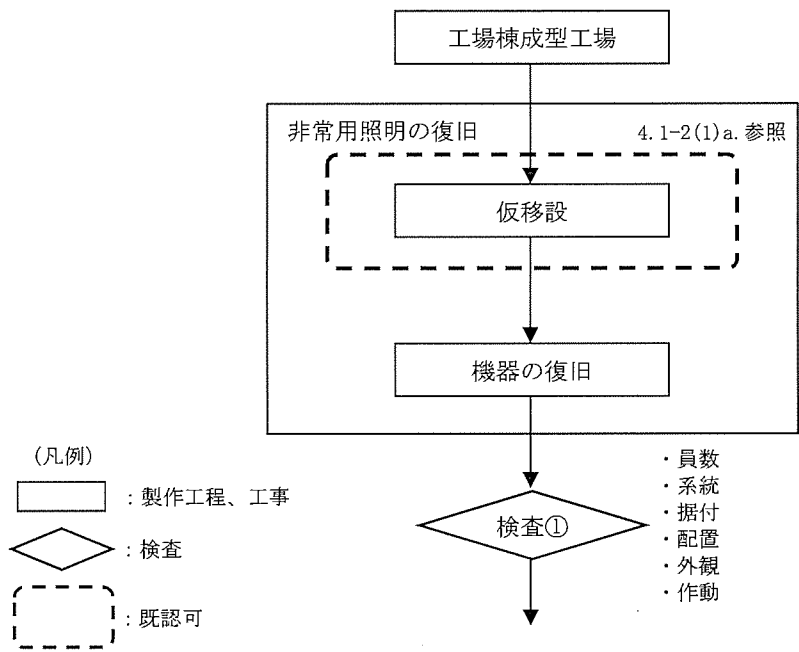 工場棟成型工場
非常用照明の復旧
4.1-2(1)a.参照
仮移設
機器の復旧
検査①
・員数
・系統
・据付
・配置
・外観
・作動
(凡例)
：製作工程、工事
：検査
：既認可